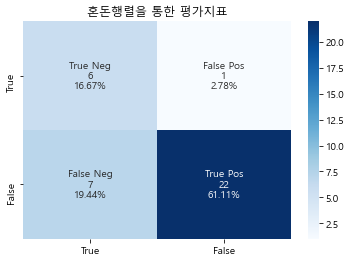 혼돈행렬을 통한 평가지표
True Neg
6
16.67%
False Pos
1
2.78%
False Neg
7
19.44%
True Pos
22
61.11%
True
False
True
False
20.0
17.5
15.0
12.5
10.0
7.5
5.0
2.5